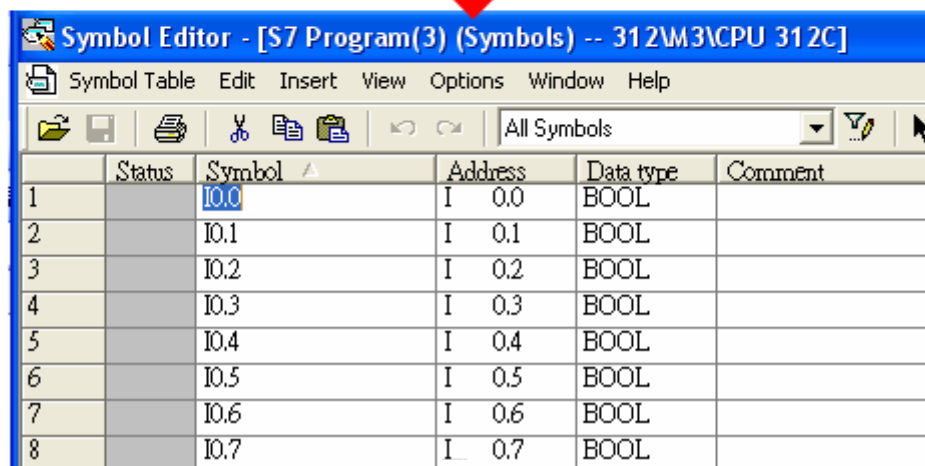 Symbol Editor - [S7 Program(3) (Symbols) -- 312\M3\CPU 312C]
Symbol Table Edit Insert View Options Window Help
All Symbols
Status Symbol Address Data type Comment
1 I0.0 I 0.0 BOOL
2 I0.1 I 0.1 BOOL
3 I0.2 I 0.2 BOOL
4 I0.3 I 0.3 BOOL
5 I0.4 I 0.4 BOOL
6 I0.5 I 0.5 BOOL
7 I0.6 I 0.6 BOOL
8 I0.7 I 0.7 BOOL